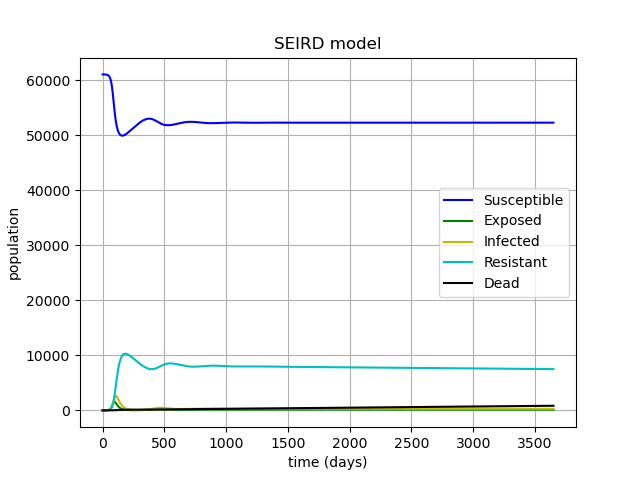 SEIRD model
population
60000
50000
40000
30000
20000
10000
0
Susceptible
Exposed
Infected
Resistant
Dead
0 500 1000 1500 2000 2500 3000 3500
time (days)